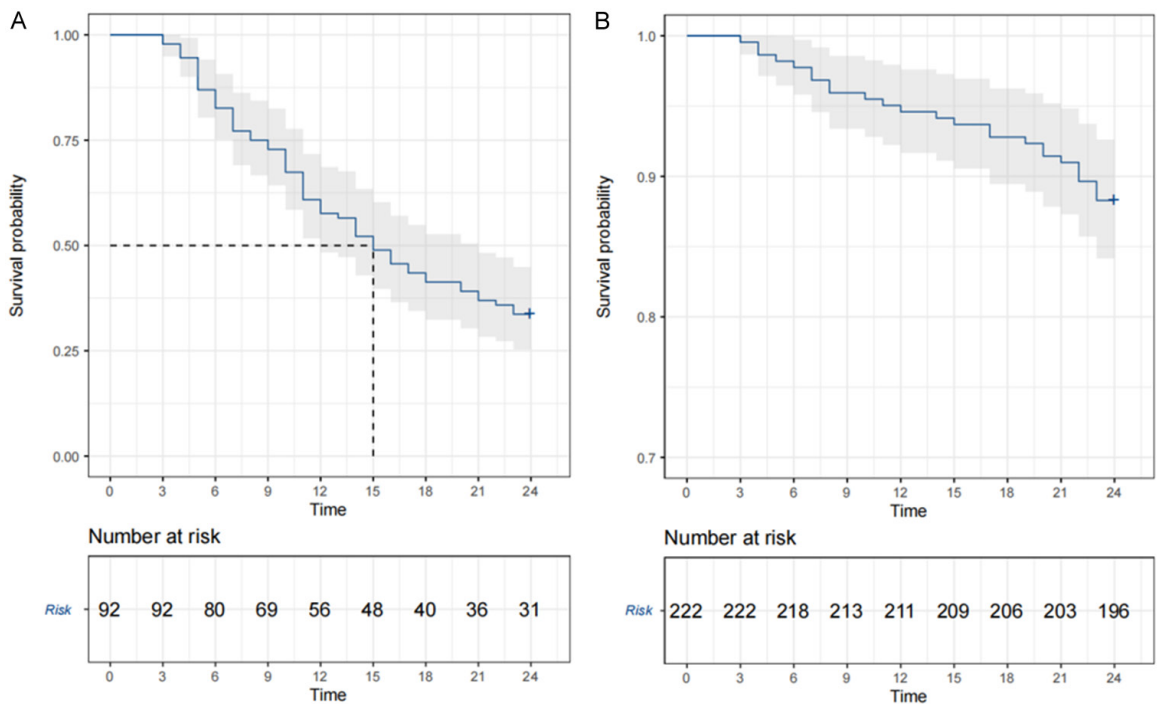 A
Survival probability
1.00
0.75
0.50
0.25
0.00
0 3 6 9 12 15 18 21 24
Time
Number at risk
Risk 92 92 80 69 56 48 40 36 31
0 3 6 9 12 15 18 21 24
Time
B
Survival probability
1.0
0.9
0.8
0.7
0 3 6 9 12 15 18 21 24
Time
Number at risk
Risk 222 222 218 213 211 209 206 203 196
0 3 6 9 12 15 18 21 24
Time